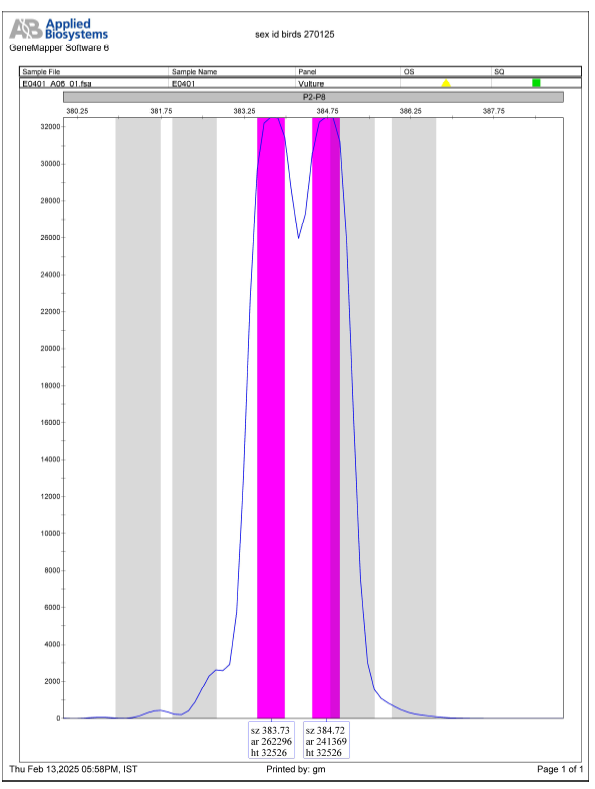 Applied
Biosystems
sex id birds 270125
GeneMapper Software 6
Sample File Sample Name Panel OS SQ
E0401_A06_01.fsa E0401 Vulture
P2-P8
380.25 381.75 383.25 384.75 386.25 387.75
32000
30000
28000
26000
24000
22000
20000
18000
16000
14000
12000
10000
8000
6000
4000
2000
0
sz 383.73 sz 384.72
ar 262296 ar 241369
ht 32526 ht 32526
Thu Feb 13,2025 05:58PM, IST Printed by: gm Page 1 of 1